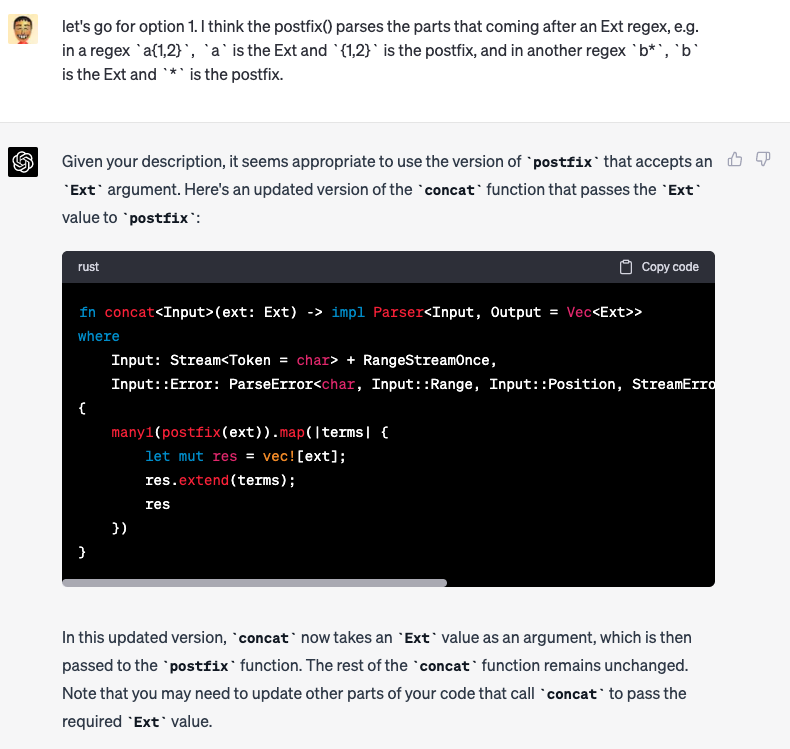 let's go for option 1. I think the postfix() parses the parts that coming after an Ext regex, e.g.
in a regex `a{1,2}`, `a` is the Ext and `{1,2}` is the postfix, and in another regex `b*`, `b`
is the Ext and `*` is the postfix.
Given your description, it seems appropriate to use the version of `postfix` that accepts an
`Ext` argument. Here's an updated version of the `concat` function that passes the `Ext`
value to `postfix`:
rust
Copy code
fn concat<Input>(ext: Ext) -> impl Parser<Input, Output = Vec<Ext>>
where
    Input: Stream<Token = char> + RangeStreamOnce,
    Input::Error: ParseError<char, Input::Range, Input::Position, StreamErro
{
    many1(postfix(ext)).map(|terms| {
        let mut res = vec![ext];
        res.extend(terms);
        res
    })
}
In this updated version, `concat` now takes an `Ext` value as an argument, which is then
passed to the `postfix` function. The rest of the `concat` function remains unchanged.
Note that you may need to update other parts of your code that call `concat` to pass the
required `Ext` value.